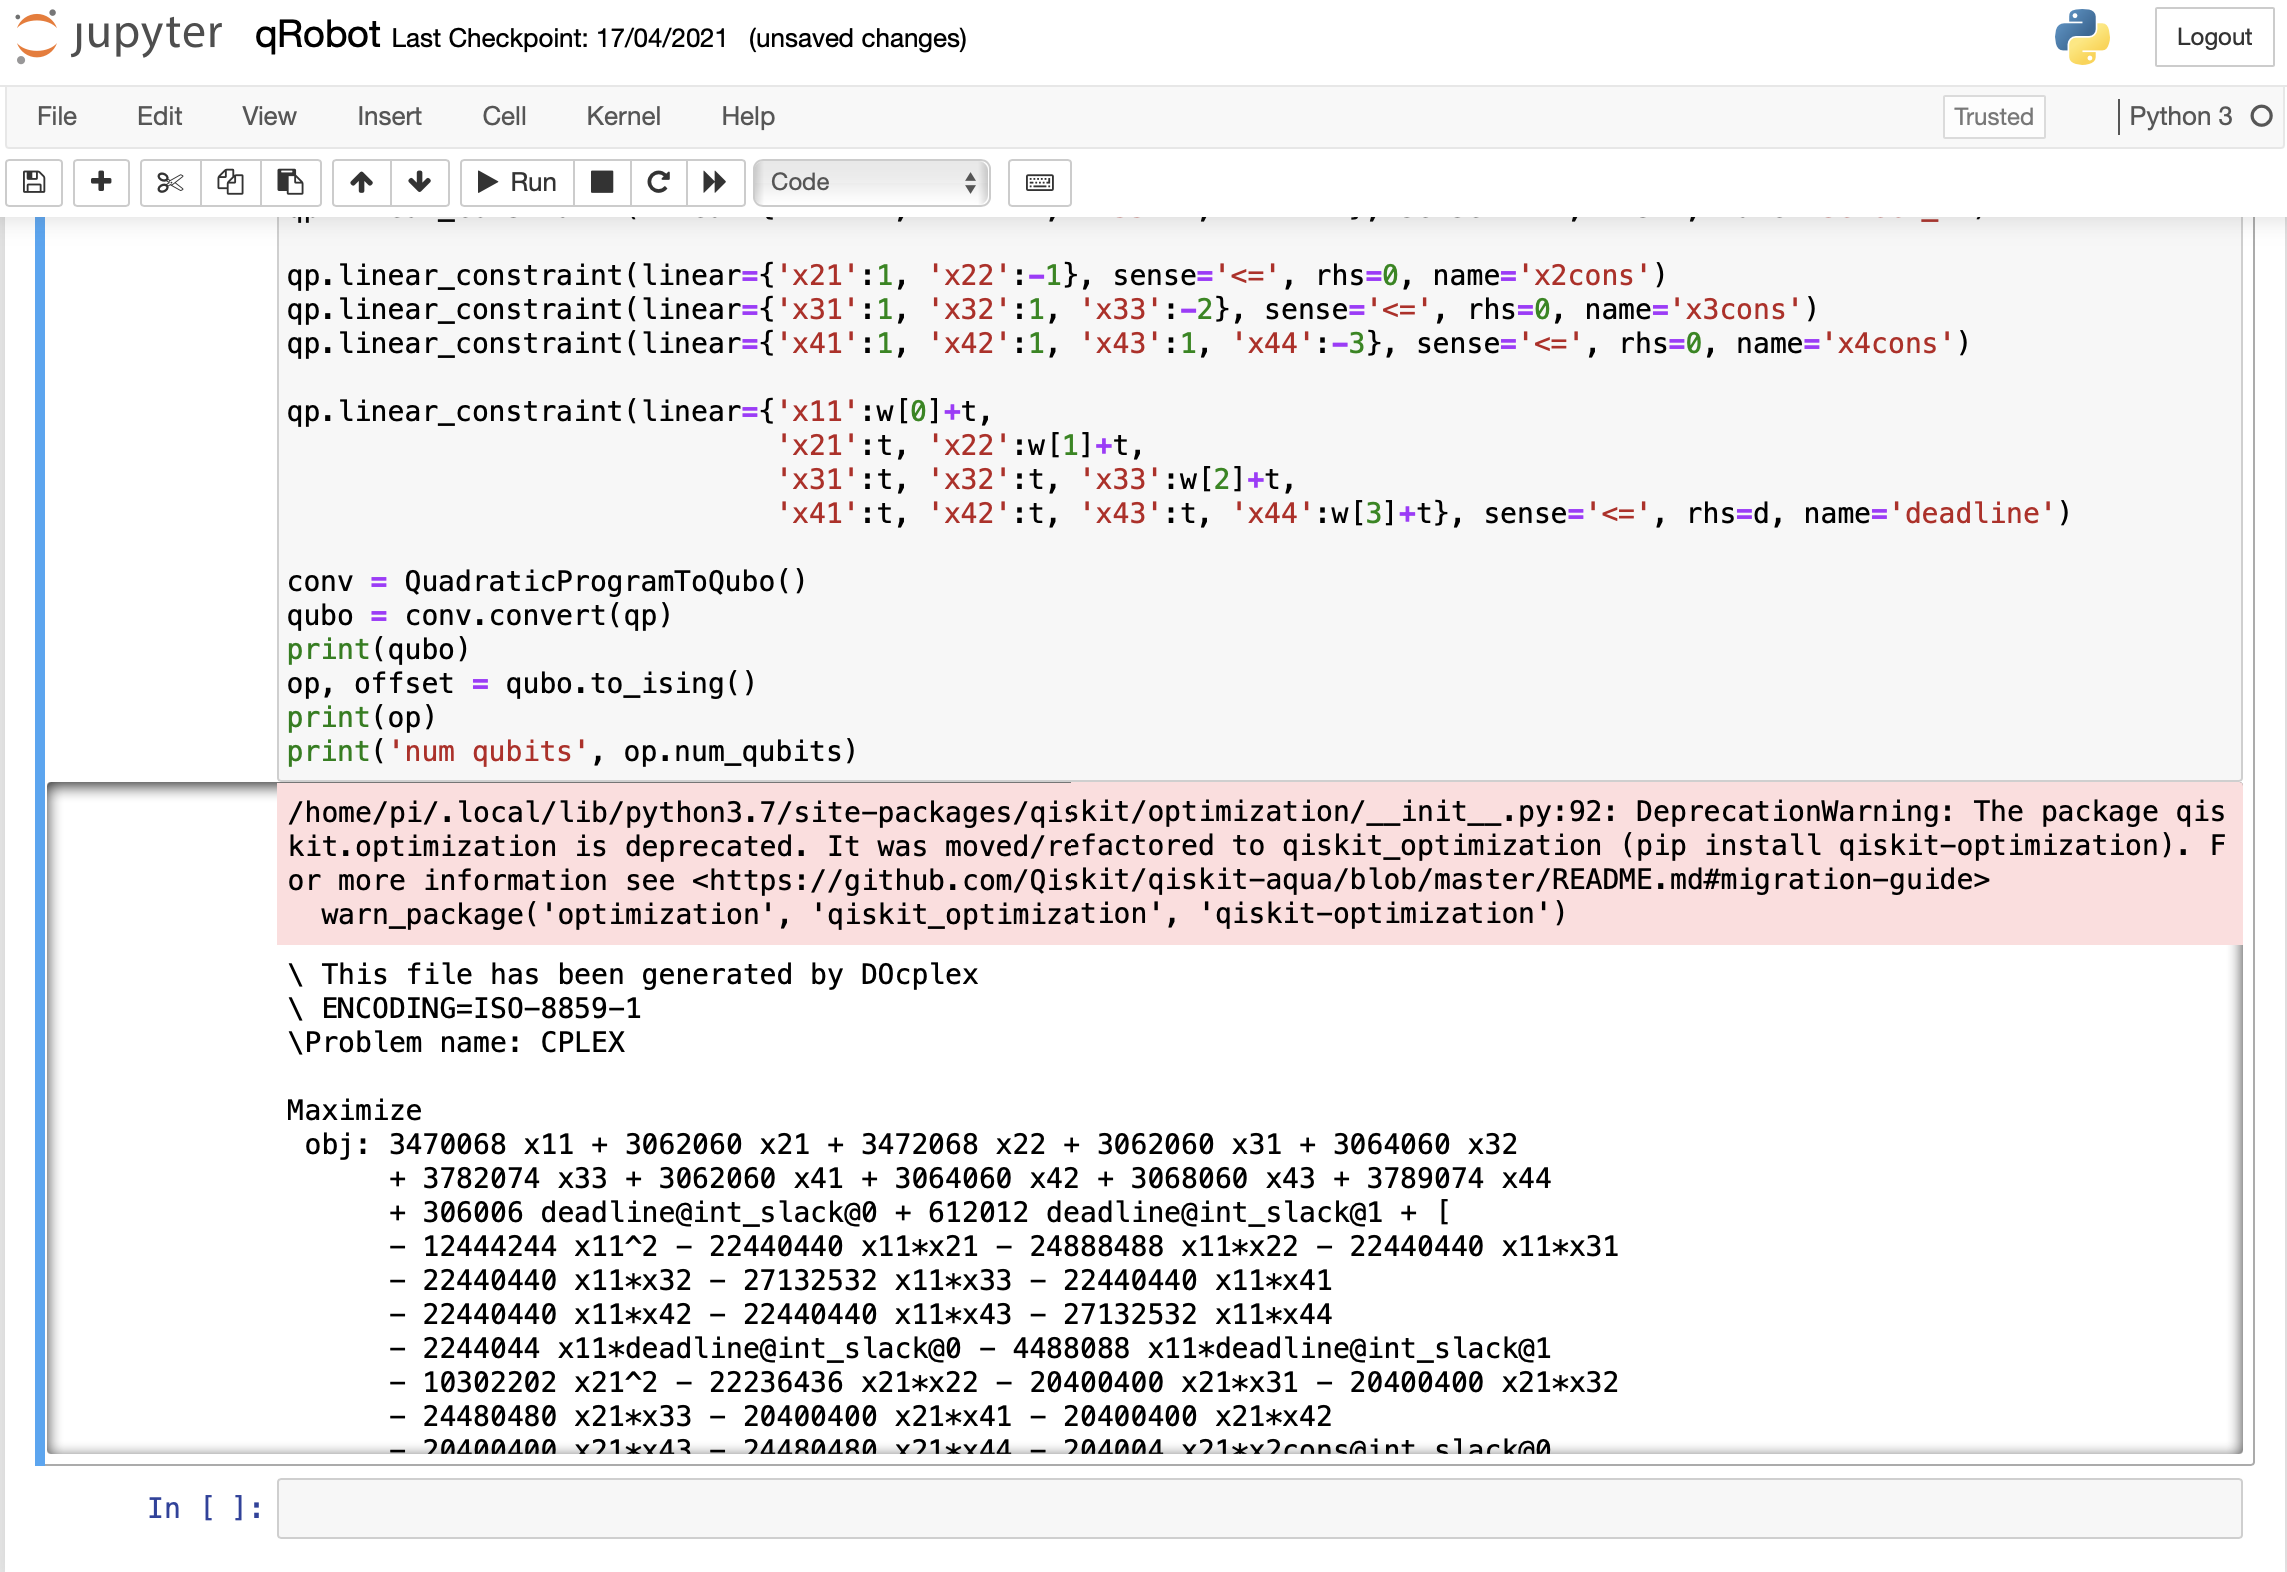 jupyter qRobot Last Checkpoint: 17/04/2021 (unsaved changes)
Logout
File Edit View Insert Cell Kernel Help
Trusted Python 3
Run Code
qp.linear_constraint(linear={'x21':1, 'x22':-1}, sense='<=', rhs=0, name='x2cons')
qp.linear_constraint(linear={'x31':1, 'x32':1, 'x33':-2}, sense='<=', rhs=0, name='x3cons')
qp.linear_constraint(linear={'x41':1, 'x42':1, 'x43':1, 'x44':-3}, sense='<=', rhs=0, name='x4cons')
qp.linear_constraint(linear={'x11':w[0]+t,
'x21':t, 'x22':w[1]+t,
'x31':t, 'x32':t, 'x33':w[2]+t,
'x41':t, 'x42':t, 'x43':t, 'x44':w[3]+t}, sense='<=', rhs=d, name='deadline')
conv = QuadraticProgramToQubo()
qubo = conv.convert(qp)
print(qubo)
op, offset = qubo.to_ising()
print(op)
print('num qubits', op.num_qubits)
/home/pi/.local/lib/python3.7/site-packages/qiskit/optimization/__init__.py:92: DeprecationWarning: The package qis
kit.optimization is deprecated. It was moved/refactored to qiskit_optimization (pip install qiskit-optimization). F
or more information see <https://github.com/Qiskit/qiskit-aqua/blob/master/README.md#migration-guide>
warn_package('optimization', 'qiskit_optimization', 'qiskit-optimization')
\ This file has been generated by DOcplex
\ ENCODING=ISO-8859-1
\Problem name: CPLEX
Maximize
obj: 3470068 x11 + 3062060 x21 + 3472068 x22 + 3062060 x31 + 3064060 x32
+ 3782074 x33 + 3062060 x41 + 3064060 x42 + 3068060 x43 + 3789074 x44
+ 306006 deadline@int_slack@0 + 612012 deadline@int_slack@1 + [
- 12444244 x11^2 - 22440440 x11*x21 - 24888488 x11*x22 - 22440440 x11*x31
- 22440440 x11*x32 - 27132532 x11*x33 - 22440440 x11*x41
- 22440440 x11*x42 - 22440440 x11*x43 - 27132532 x11*x44
- 2244044 x11*deadline@int_slack@0 - 4488088 x11*deadline@int_slack@1
- 10302202 x21^2 - 22236436 x21*x22 - 20400400 x21*x31 - 20400400 x21*x32
- 24480480 x21*x33 - 20400400 x21*x41 - 20400400 x21*x42
- 20400400 x21*x43 - 24480480 x21*x44 - 204004 x21*x2cons@int_slack@0
In [ ]: